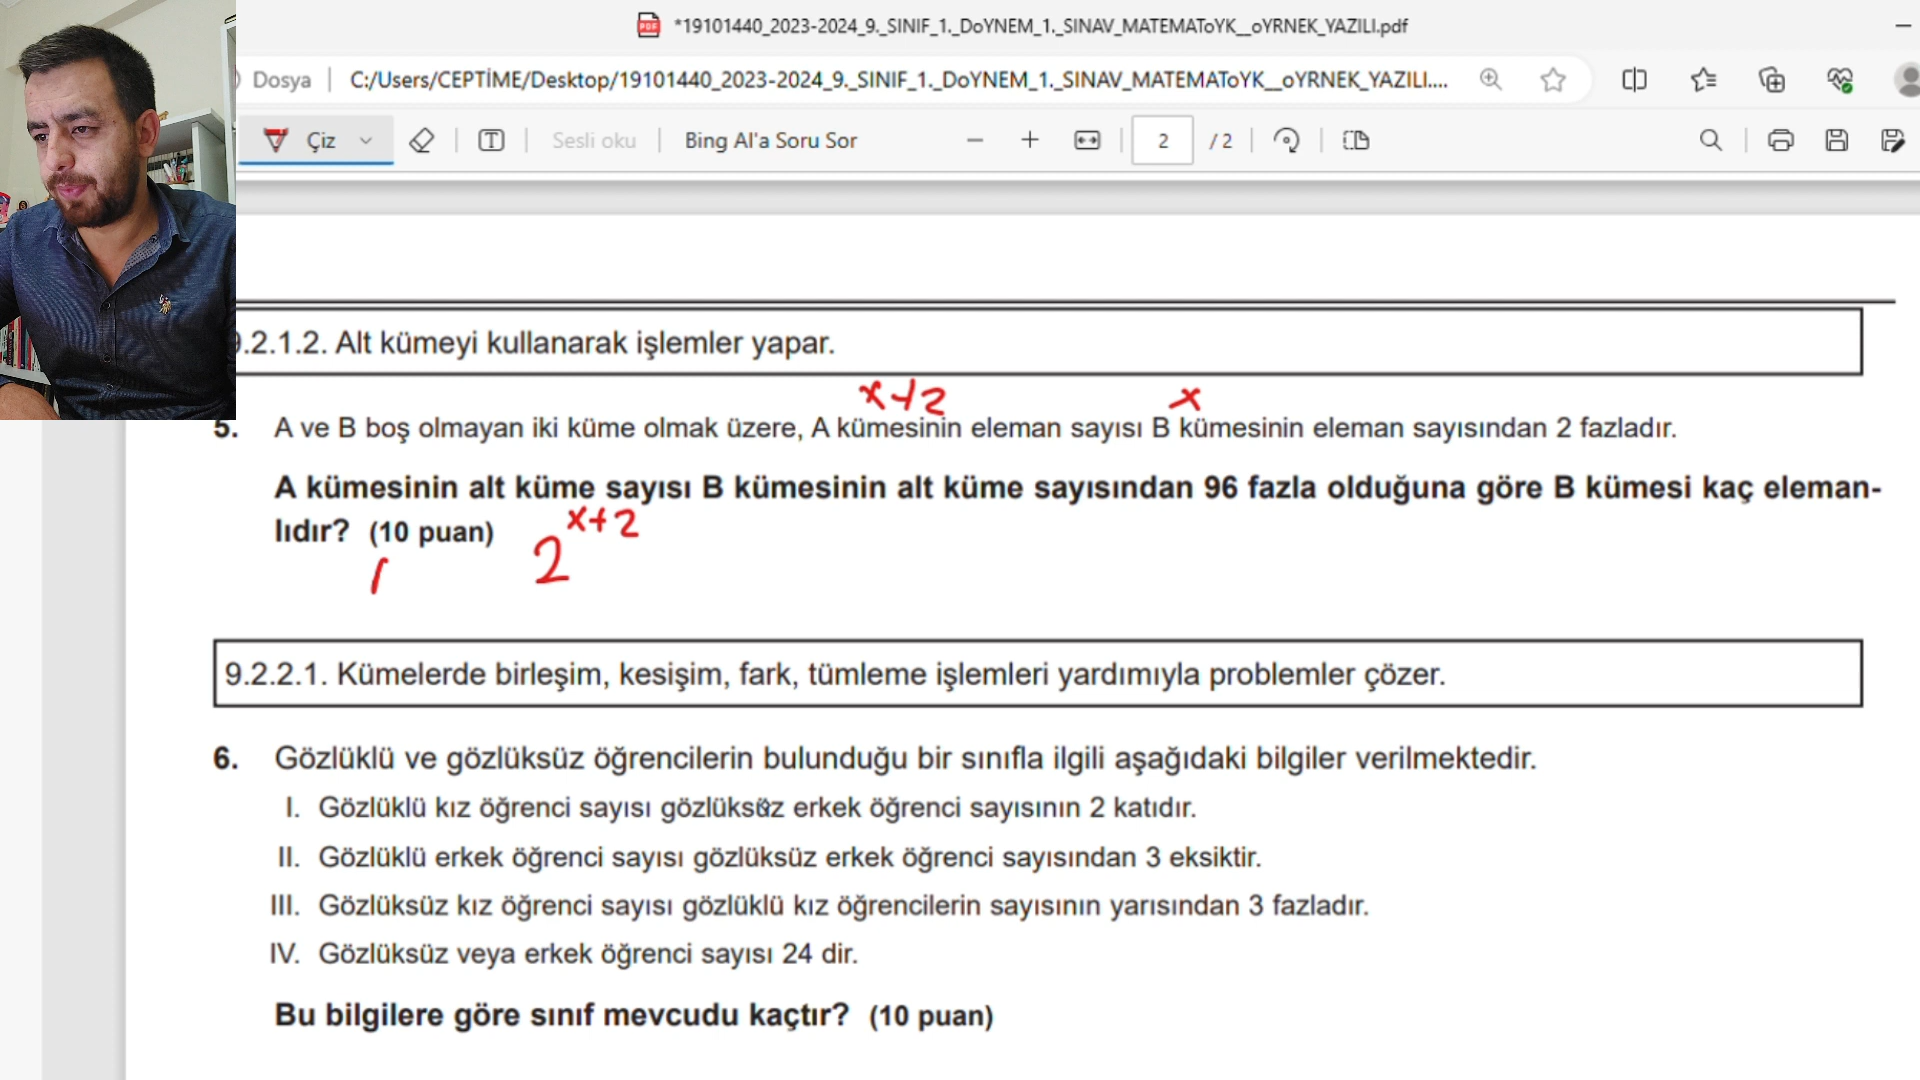 *19101440_2023-2024_9._SINIF_1._DoYNEM_1._SINAV_MATEMAToYK__oYRNEK_YAZILI.pdf
Dosya | C:/Users/CEPTİME/Desktop/19101440_2023-2024_9._SINIF_1._DoYNEM_1._SINAV_MATEMAToYK__oYRNEK_YAZILI....
Çiz T Sesli oku Bing AI'a Soru Sor − + 2 / 2
.2.1.2. Alt kümeyi kullanarak işlemler yapar.
x+2 x
5. A ve B boş olmayan iki küme olmak üzere, A kümesinin eleman sayısı B kümesinin eleman sayısından 2 fazladır.
A kümesinin alt küme sayısı B kümesinin alt küme sayısından 96 fazla olduğuna göre B kümesi kaç eleman-
lıdır? (10 puan)
2^x+2
9.2.2.1. Kümelerde birleşim, kesişim, fark, tümleme işlemleri yardımıyla problemler çözer.
6. Gözlüklü ve gözlüksüz öğrencilerin bulunduğu bir sınıfla ilgili aşağıdaki bilgiler verilmektedir.
I. Gözlüklü kız öğrenci sayısı gözlüksüz erkek öğrenci sayısının 2 katıdır.
II. Gözlüklü erkek öğrenci sayısı gözlüksüz erkek öğrenci sayısından 3 eksiktir.
III. Gözlüksüz kız öğrenci sayısı gözlüklü kız öğrencilerin sayısının yarısından 3 fazladır.
IV. Gözlüksüz veya erkek öğrenci sayısı 24 dir.
Bu bilgilere göre sınıf mevcudu kaçtır? (10 puan)